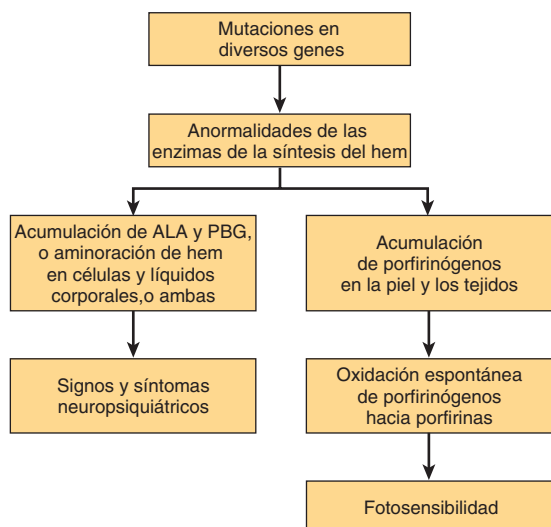 Mutaciones en
diversos genes
Anormalidades de las
enzimas de la síntesis del hem
Acumulación de ALA y PBG,
o aminoración de hem
en células y líquidos
corporales,o ambas
Acumulación
de porfirinógenos
en la piel y los tejidos
Signos y síntomas
neuropsiquiátricos
Oxidación espontánea
de porfirinógenos
hacia porfirinas
Fotosensibilidad